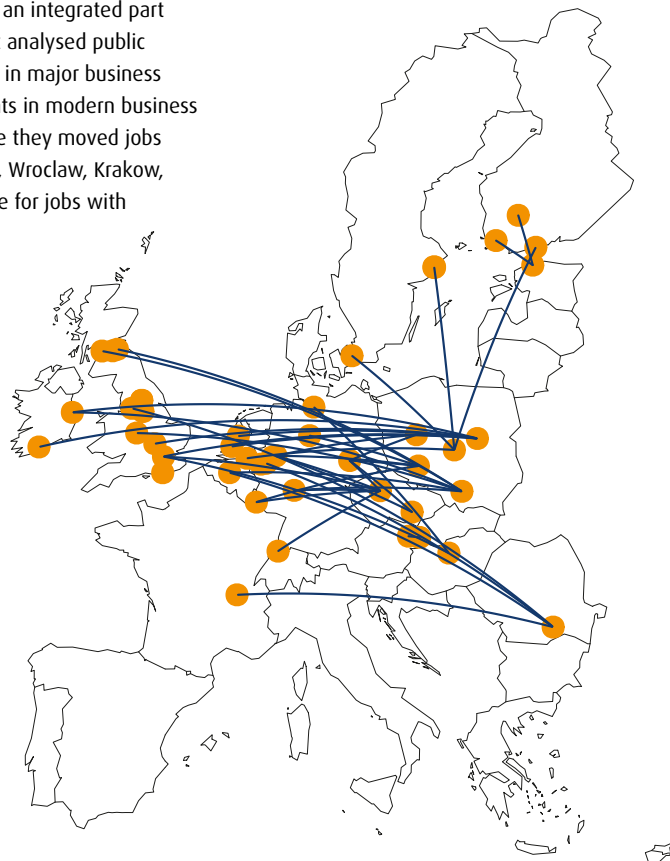 an integrated part
analysed public
in major business
ts in modern business
e they moved jobs
, Wroclaw, Krakow,
e for jobs with